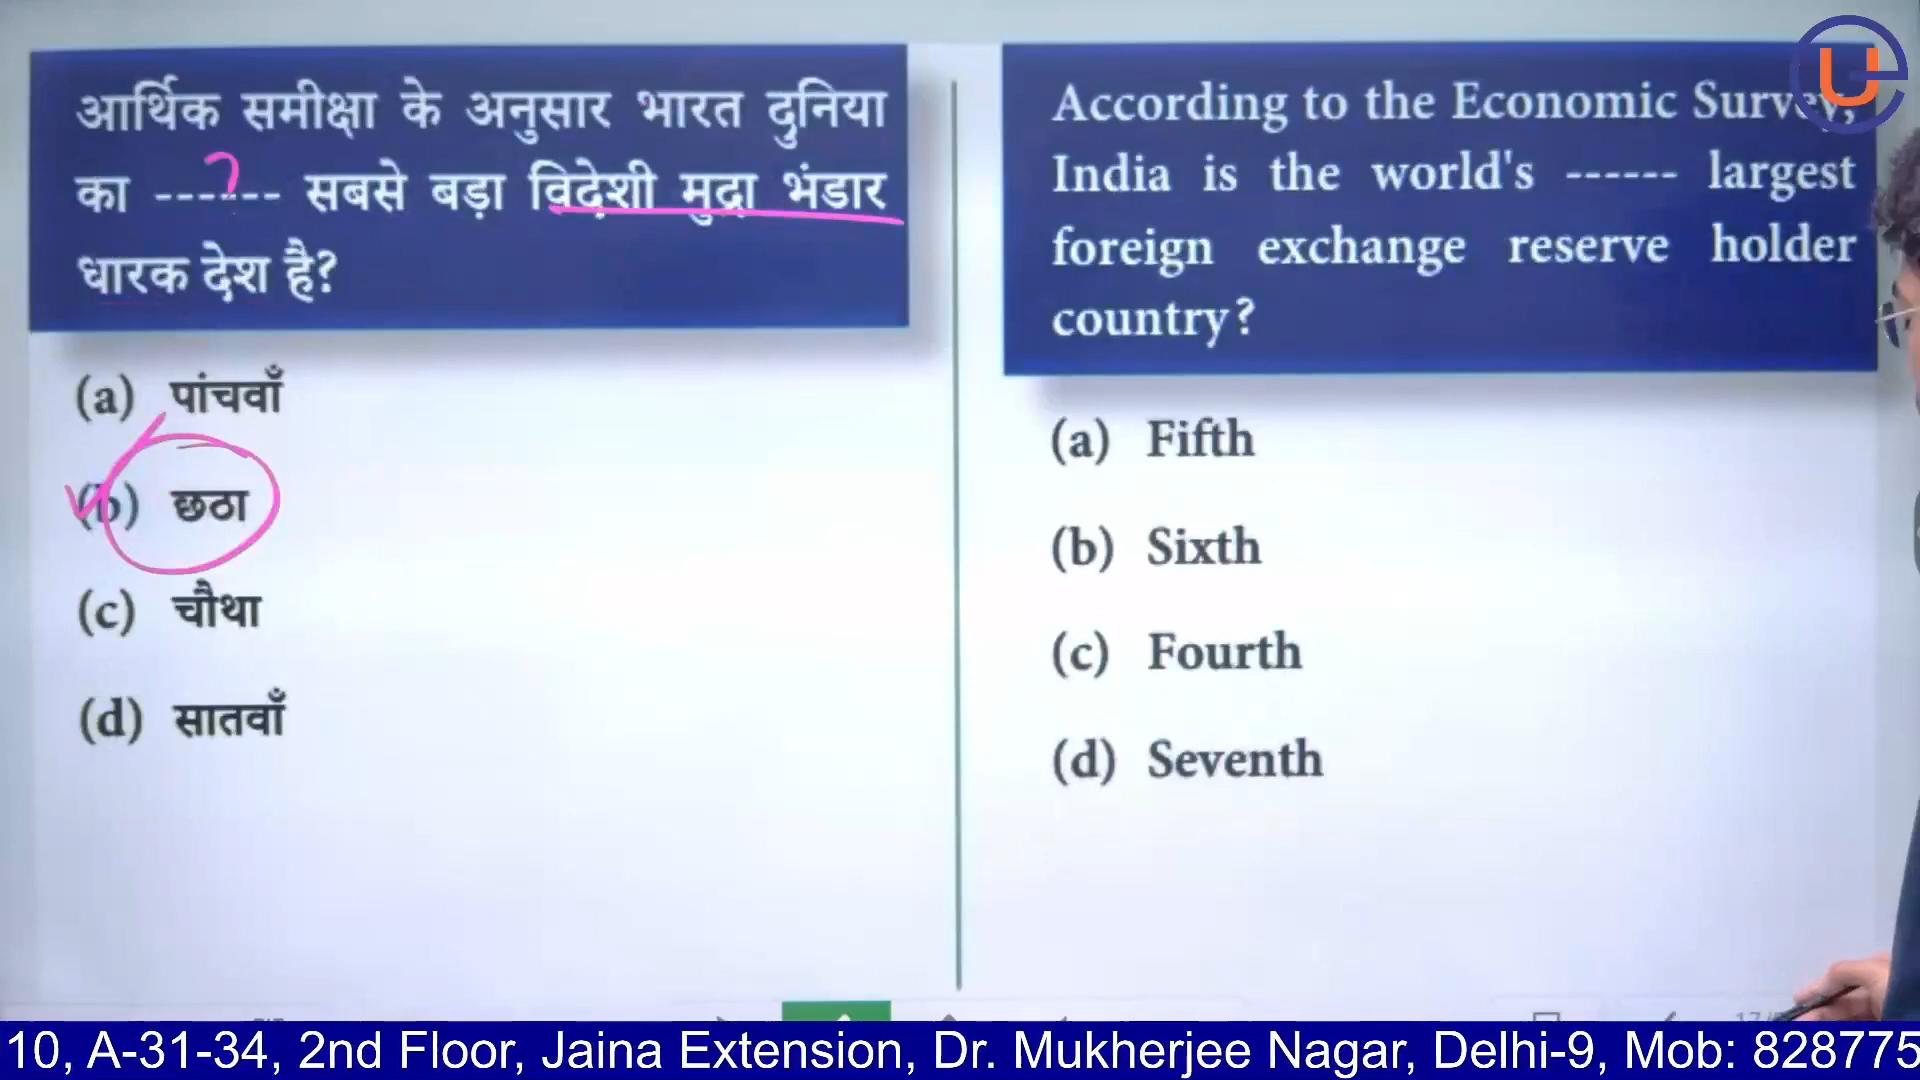 आर्थिक समीक्षा के अनुसार भारत दुनिया
का ------ सबसे बड़ा विदेशी मुद्रा भंडार
धारक देश है?
(a) पांचवाँ
(b) छठा
(c) चौथा
(d) सातवाँ
According to the Economic Survey,
India is the world's ------ largest
foreign exchange reserve holder
country?
(a) Fifth
(b) Sixth
(c) Fourth
(d) Seventh
10, A-31-34, 2nd Floor, Jaina Extension, Dr. Mukherjee Nagar, Delhi-9, Mob: 828775